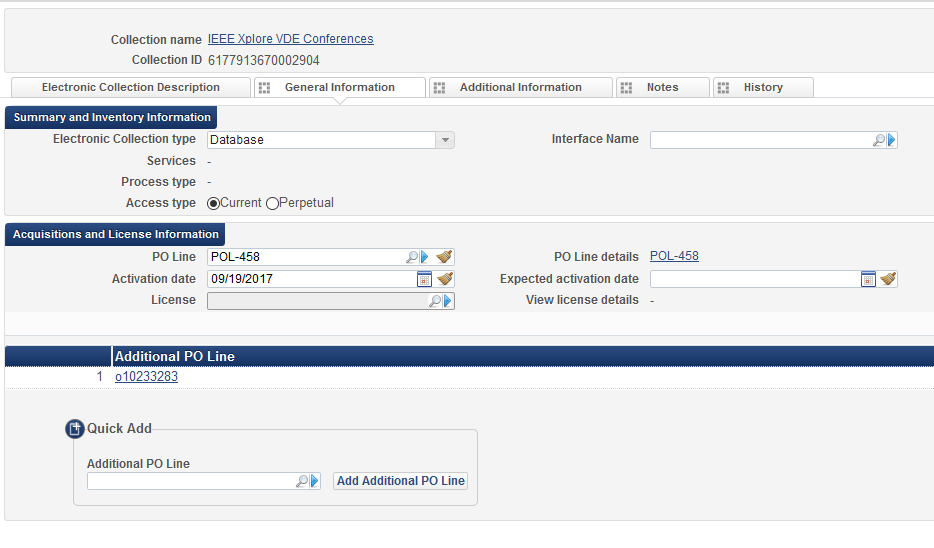 Collection name IEEE Xplore VDE Conferences
Collection ID 6177913670002904
Electronic Collection Description General Information Additional Information Notes History
Summary and Inventory Information
Electronic Collection type Database Interface Name
Services -
Process type -
Access type Current Perpetual
Acquisitions and License Information
PO Line POL-458 PO Line details POL-458
Activation date 09/19/2017 Expected activation date
License View license details -
Additional PO Line
1 o10233283
Quick Add
Additional PO Line
Add Additional PO Line